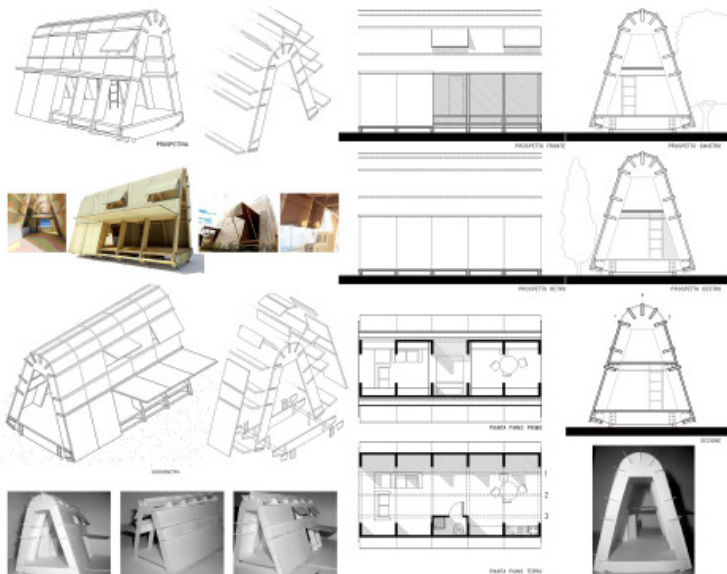 PROSPETTIVA
PROSPETTO FRONTE
PROSPETTO SINISTRO
PROSPETTO RETRO
PROSPETTO DESTRO
PIANTA PIANO PRIMO
SEZIONE
1
2
3
PIANTA PIANO TERRA